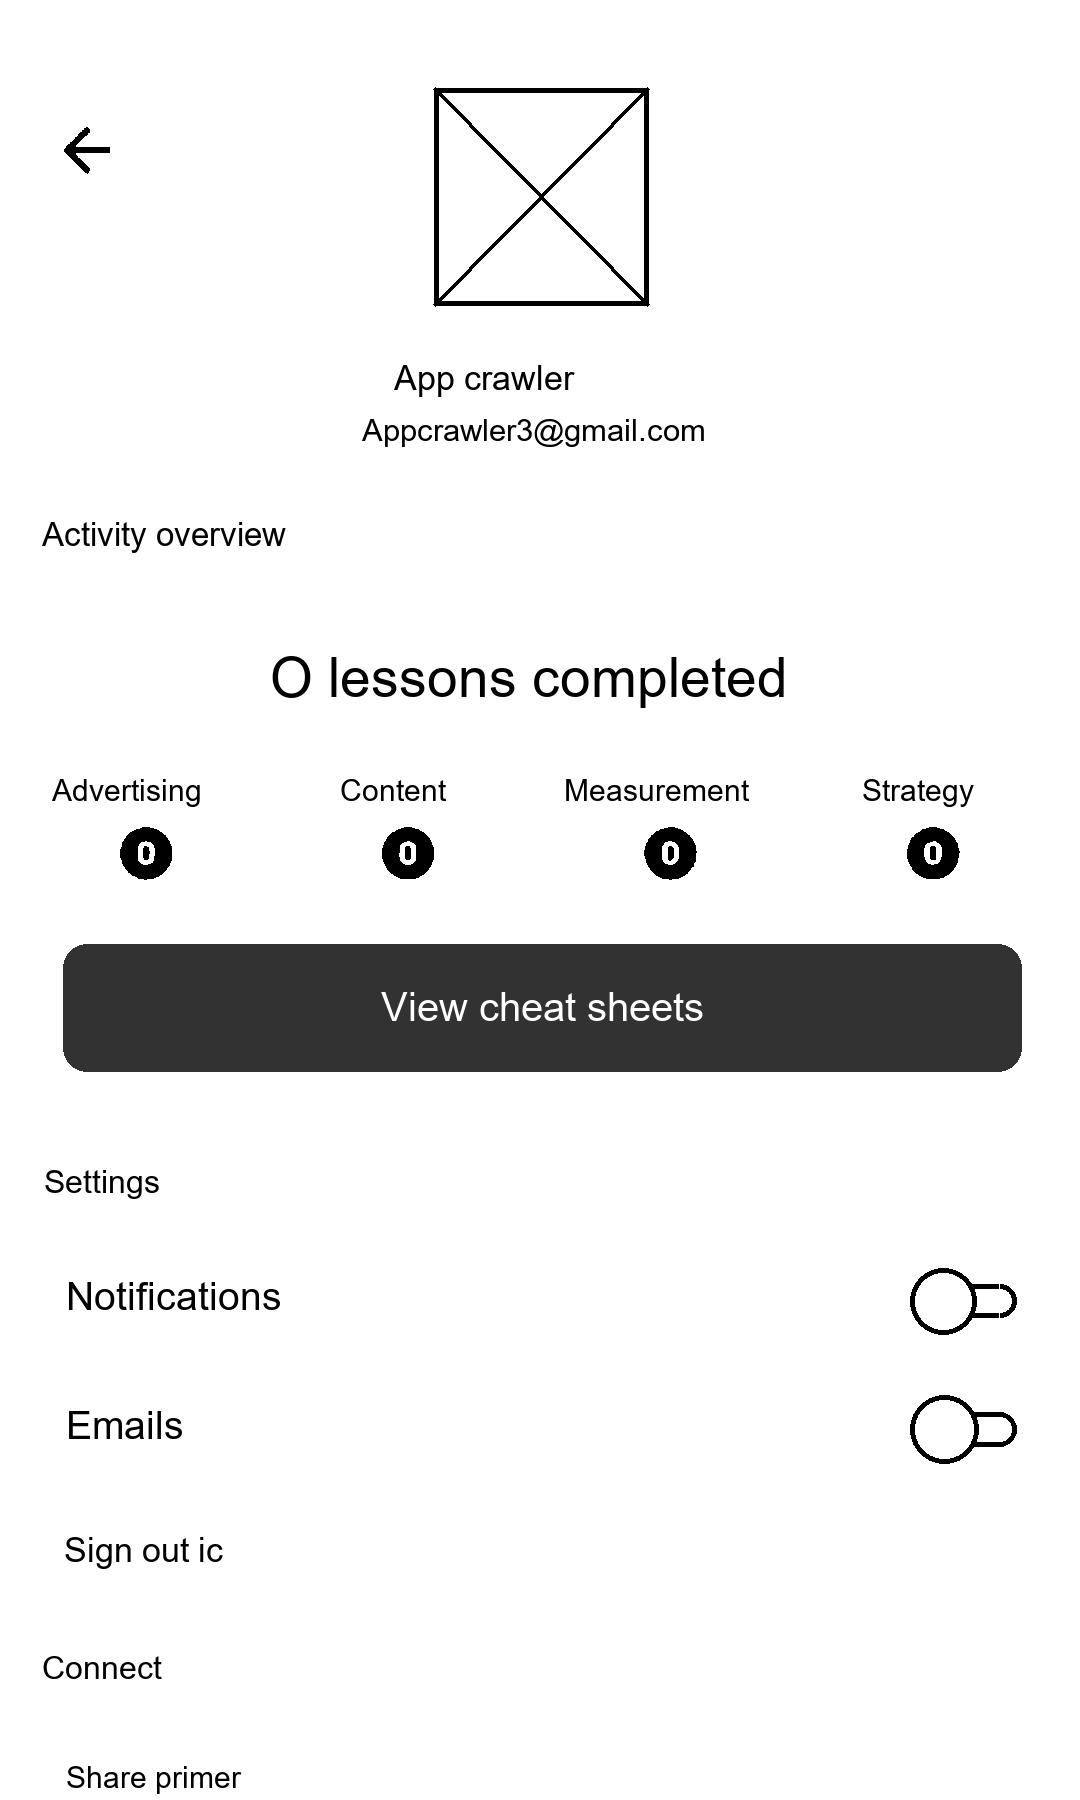 App crawler
Appcrawler3@gmail.com
Activity overview
O lessons completed
Advertising Content Measurement Strategy
0 0 0 0
View cheat sheets
Settings
Notifications
Emails
Sign out ic
Connect
Share primer